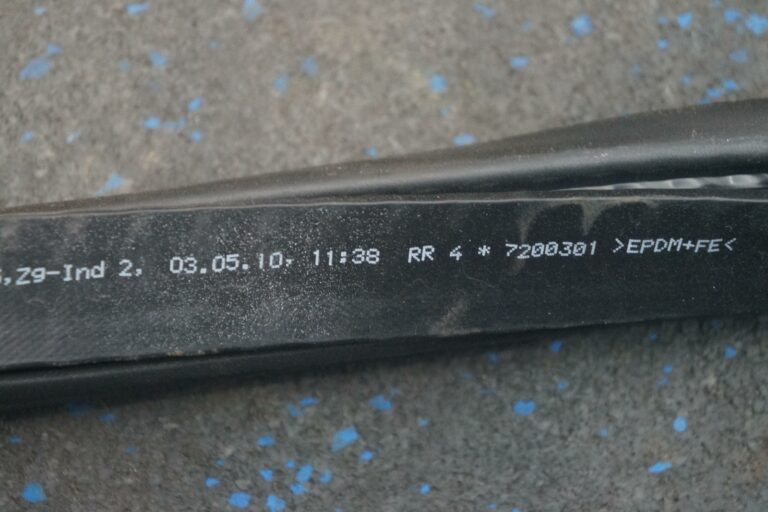 ,Zg-Ind 2, 03.05.10, 11:38 RR 4 * 7200301 >EPDM+FE<